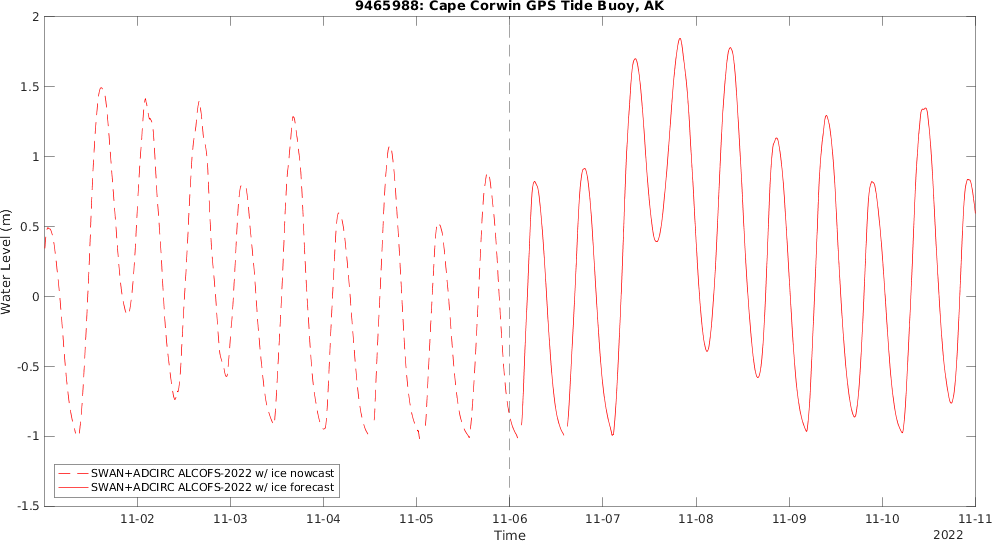 9465988: Cape Corwin GPS Tide Buoy, AK
2
1.5
1
0.5
0
-0.5
-1
-1.5
Water Level (m)
SWAN+ADCIRC ALCOFS-2022 w/ ice nowcast
SWAN+ADCIRC ALCOFS-2022 w/ ice forecast
11-02 11-03 11-04 11-05 11-06 11-07 11-08 11-09 11-10 11-11
Time
2022